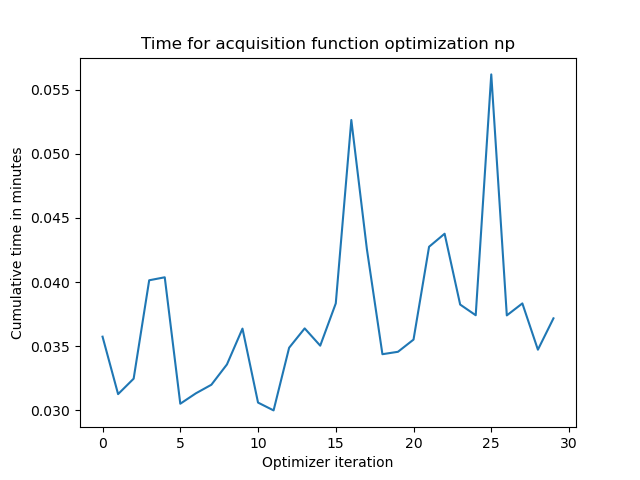 Time for acquisition function optimization np
Cumulative time in minutes
0.055
0.050
0.045
0.040
0.035
0.030
0 5 10 15 20 25 30
Optimizer iteration